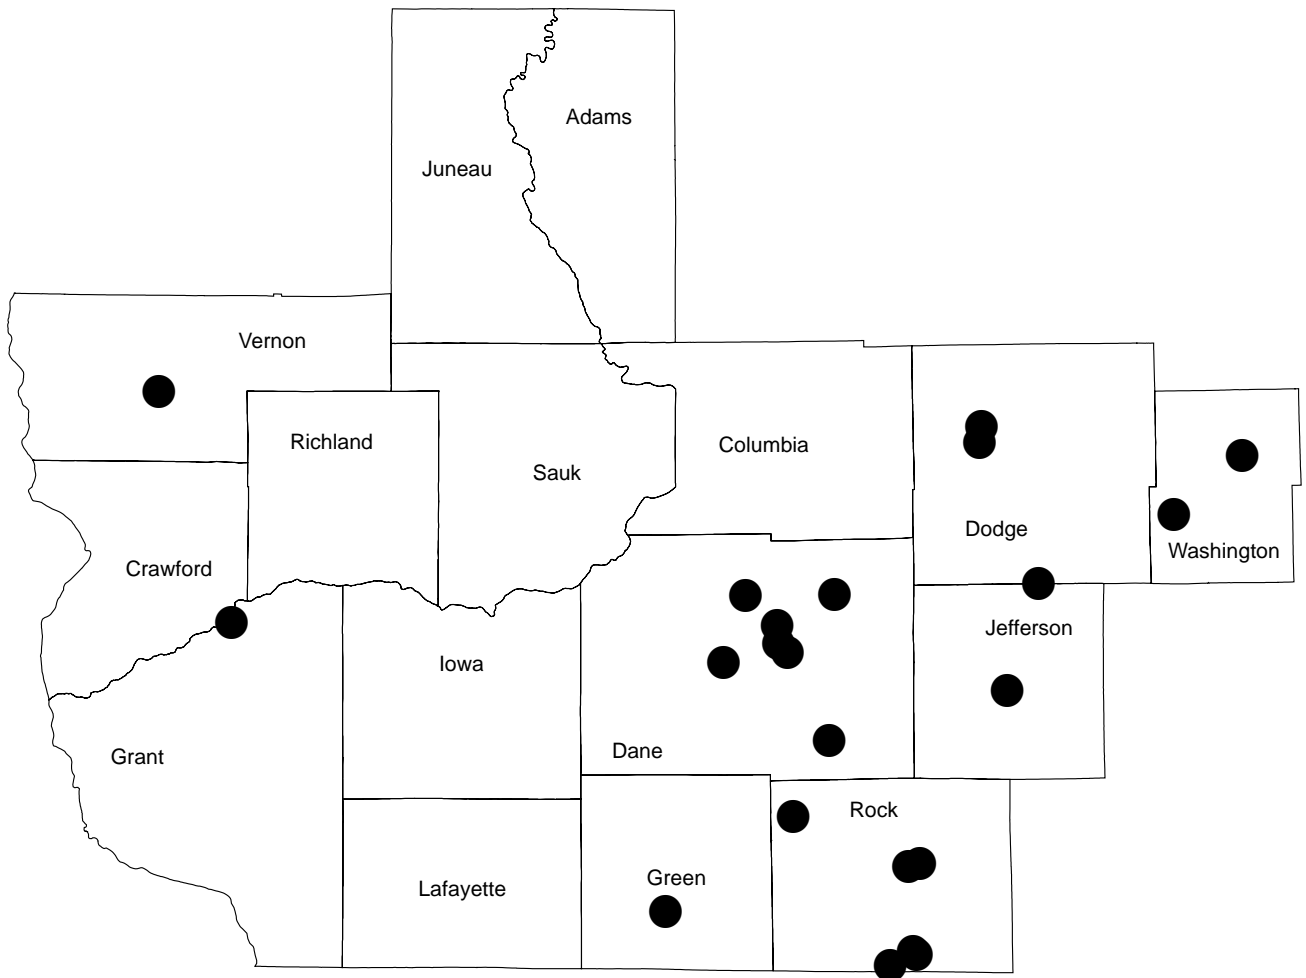 Adams
Juneau
Vernon
Richland
Columbia
Sauk
Dodge
Washington
Crawford
Jefferson
Iowa
Dane
Grant
Rock
Green
Lafayette